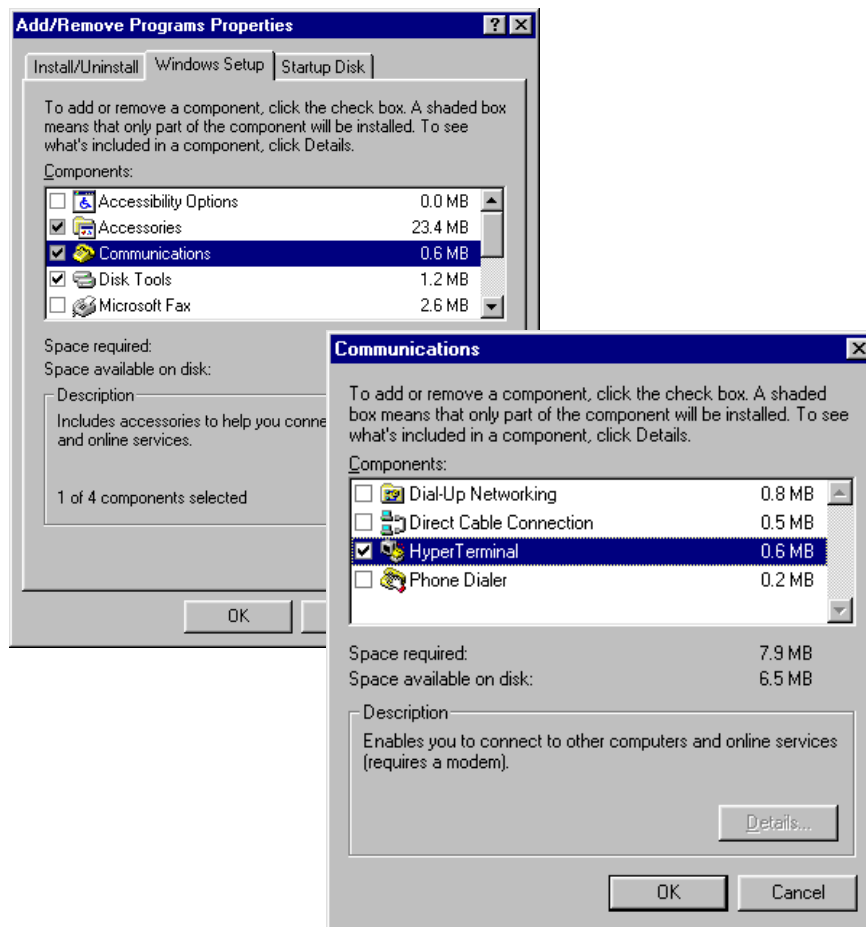 Add/Remove Programs Properties
Install/Uninstall Windows Setup Startup Disk
To add or remove a component, click the check box. A shaded box
means that only part of the component will be installed. To see
what's included in a component, click Details.
Components:
Accessibility Options 0.0 MB
Accessories 23.4 MB
Communications 0.6 MB
Disk Tools 1.2 MB
Microsoft Fax 2.6 MB
Space required:
Space available on disk:
Description
Includes accessories to help you conne
and online services.
1 of 4 components selected
OK
Communications
To add or remove a component, click the check box. A shaded
box means that only part of the component will be installed. To see
what's included in a component, click Details.
Components:
Dial-Up Networking 0.8 MB
Direct Cable Connection 0.5 MB
HyperTerminal 0.6 MB
Phone Dialer 0.2 MB
Space required: 7.9 MB
Space available on disk: 6.5 MB
Description
Enables you to connect to other computers and online services
(requires a modem).
Details...
OK Cancel